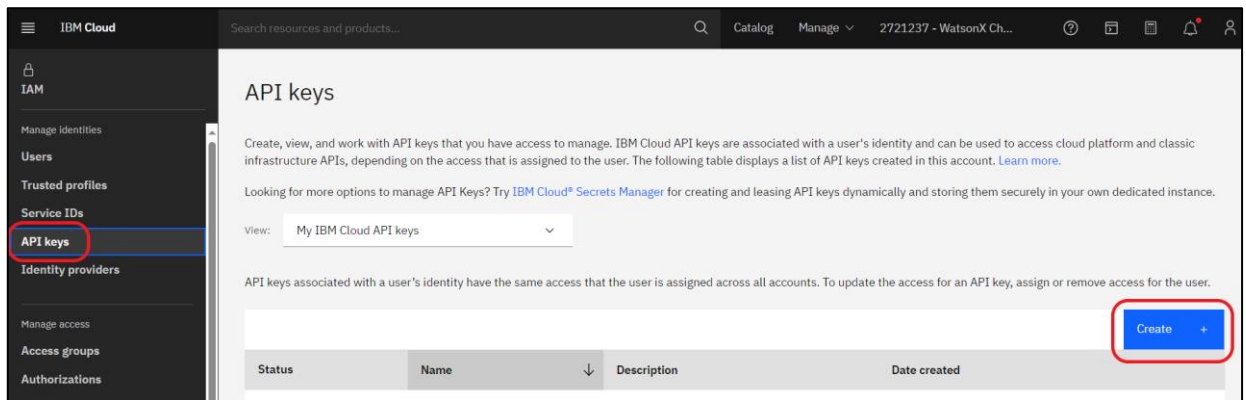 IBM Cloud
Search resources and products...
Catalog
Manage
2721237 - WatsonX Ch...
IAM
Manage identities
Users
Trusted profiles
Service IDs
API keys
Identity providers
Manage access
Access groups
Authorizations
API keys
Create, view, and work with API keys that you have access to manage. IBM Cloud API keys are associated with a user's identity and can be used to access cloud platform and classic
infrastructure APIs, depending on the access that is assigned to the user. The following table displays a list of API keys created in this account. Learn more.
Looking for more options to manage API Keys? Try IBM Cloud® Secrets Manager for creating and leasing API keys dynamically and storing them securely in your own dedicated instance.
View: My IBM Cloud API keys
API keys associated with a user's identity have the same access that the user is assigned across all accounts. To update the access for an API key, assign or remove access for the user.
Create +
Status Name Description Date created